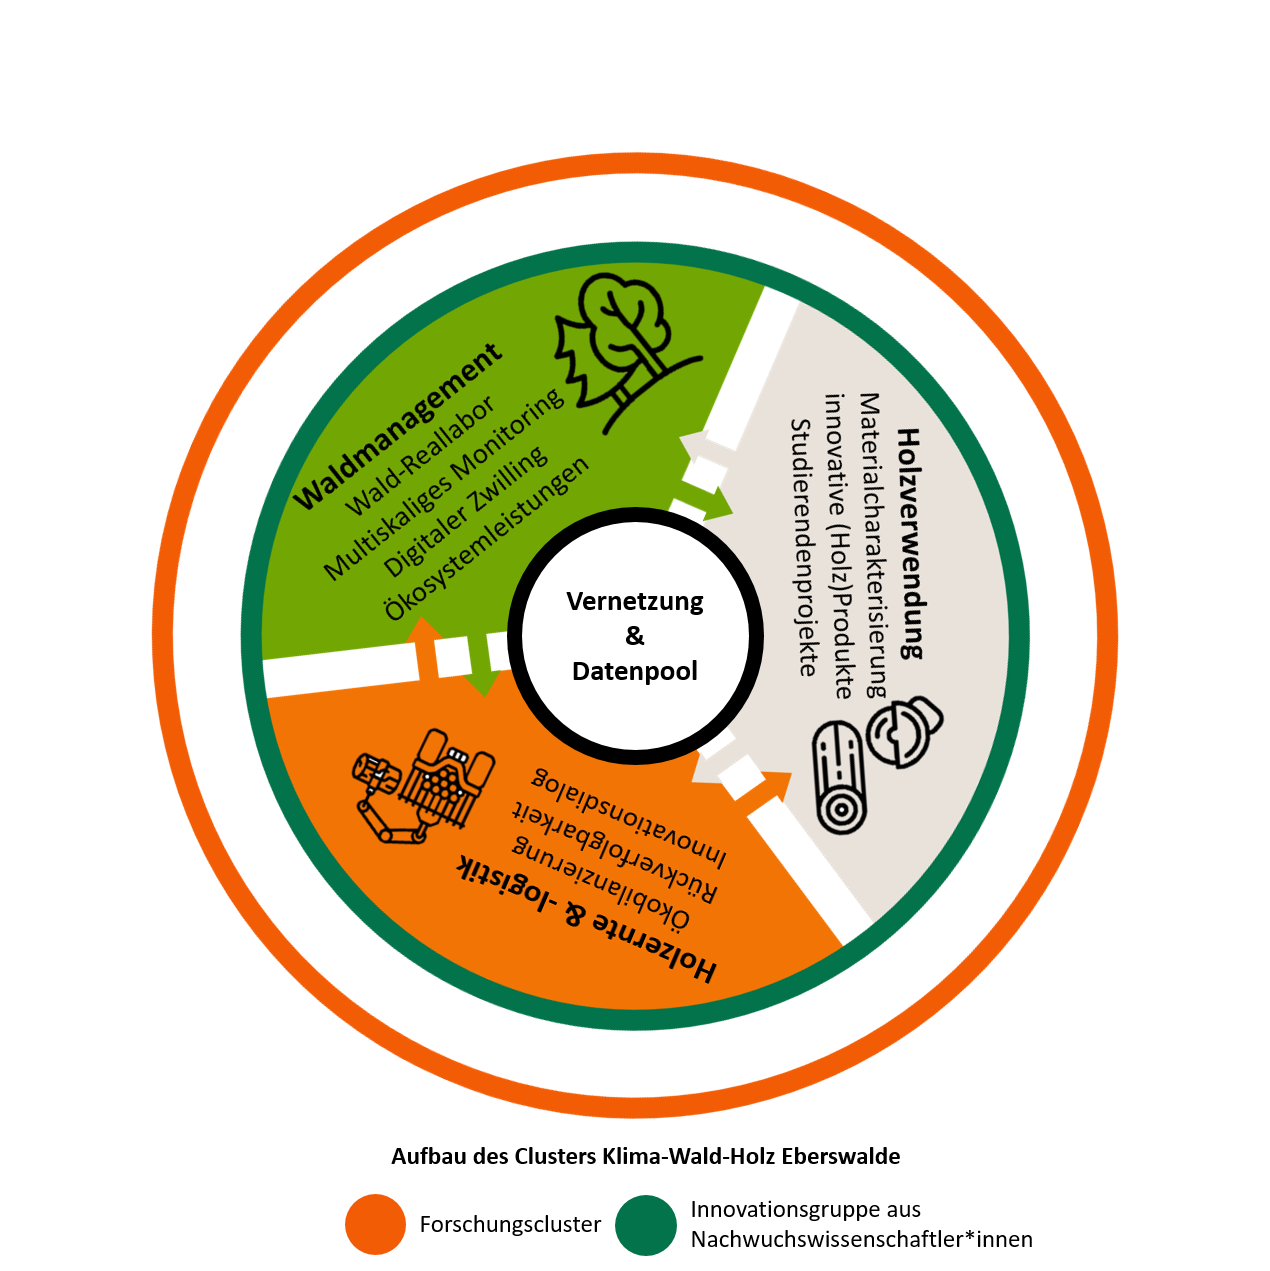 Waldmanagement
Wald-Reallabor
Multiskaliges Monitoring
Digitaler Zwilling
Ökosystemleistungen
Holzverwendung
Materialcharakterisierung
innovative (Holz)Produkte
Studierendenprojekte
Holzernte & -logistik
Ökobilanzierung
Rückverfolgbarkeit
Innovationsdialog
Vernetzung
&
Datenpool
Aufbau des Clusters Klima-Wald-Holz Eberswalde
Forschungscluster
Innovationsgruppe aus
Nachwuchswissenschaftler*innen